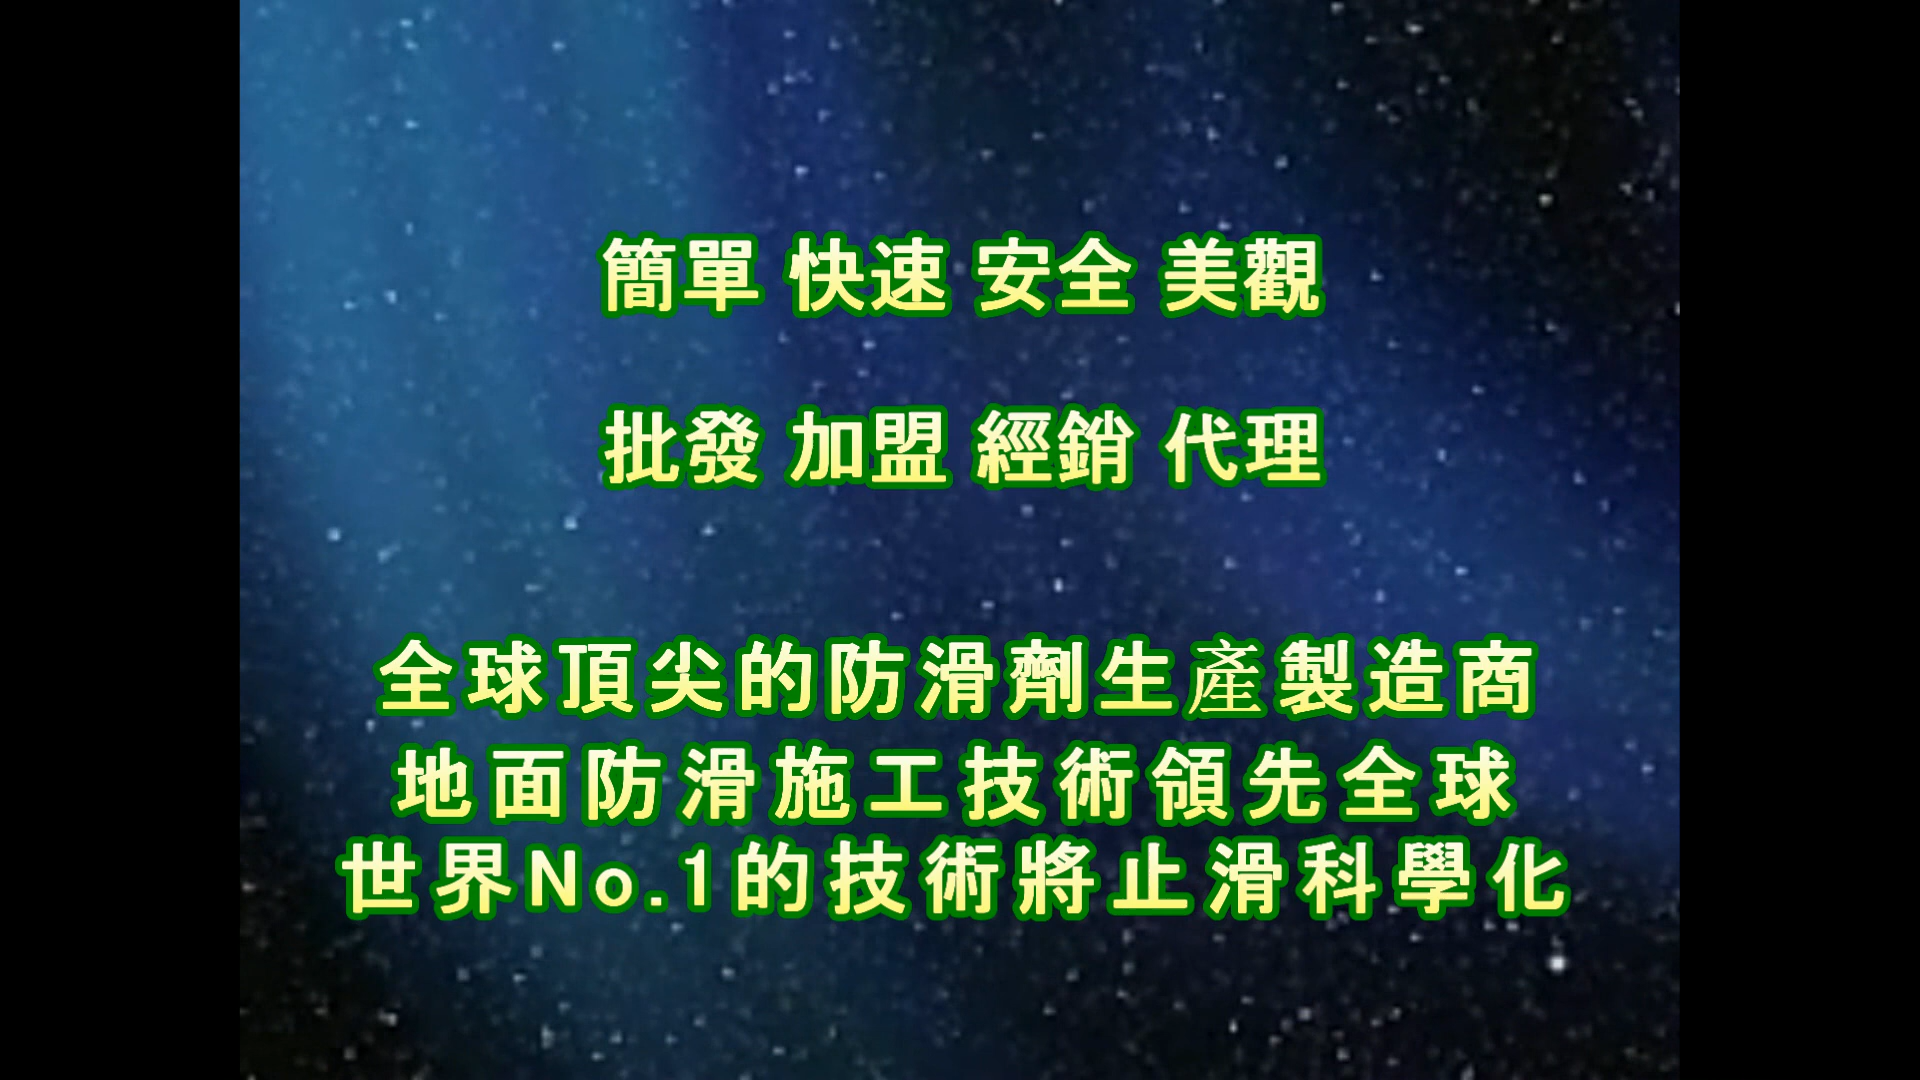 簡單 快速 安全 美觀
批發 加盟 經銷 代理
全球頂尖的防滑劑生產製造商
地面防滑施工技術領先全球
世界No.1的技術將止滑科學化